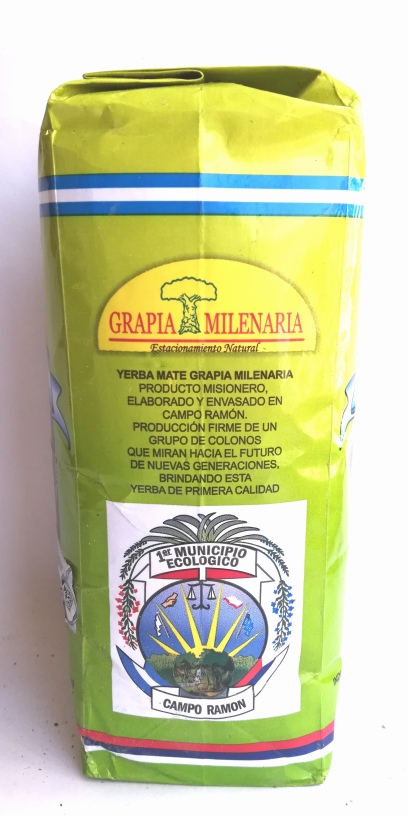 GRAPIA MILENARIA
Estacionamiento Natural
YERBA MATE GRAPIA MILENARIA
PRODUCTO MISIONERO,
ELABORADO Y ENVASADO EN
CAMPO RAMÓN.
PRODUCCIÓN FIRME DE UN
GRUPO DE COLONOS
QUE MIRAN HACIA EL FUTURO
DE NUEVAS GENERACIONES,
BRINDANDO ESTA
YERBA DE PRIMERA CALIDAD
1er MUNICIPIO
ECOLOGICO
CAMPO RAMON